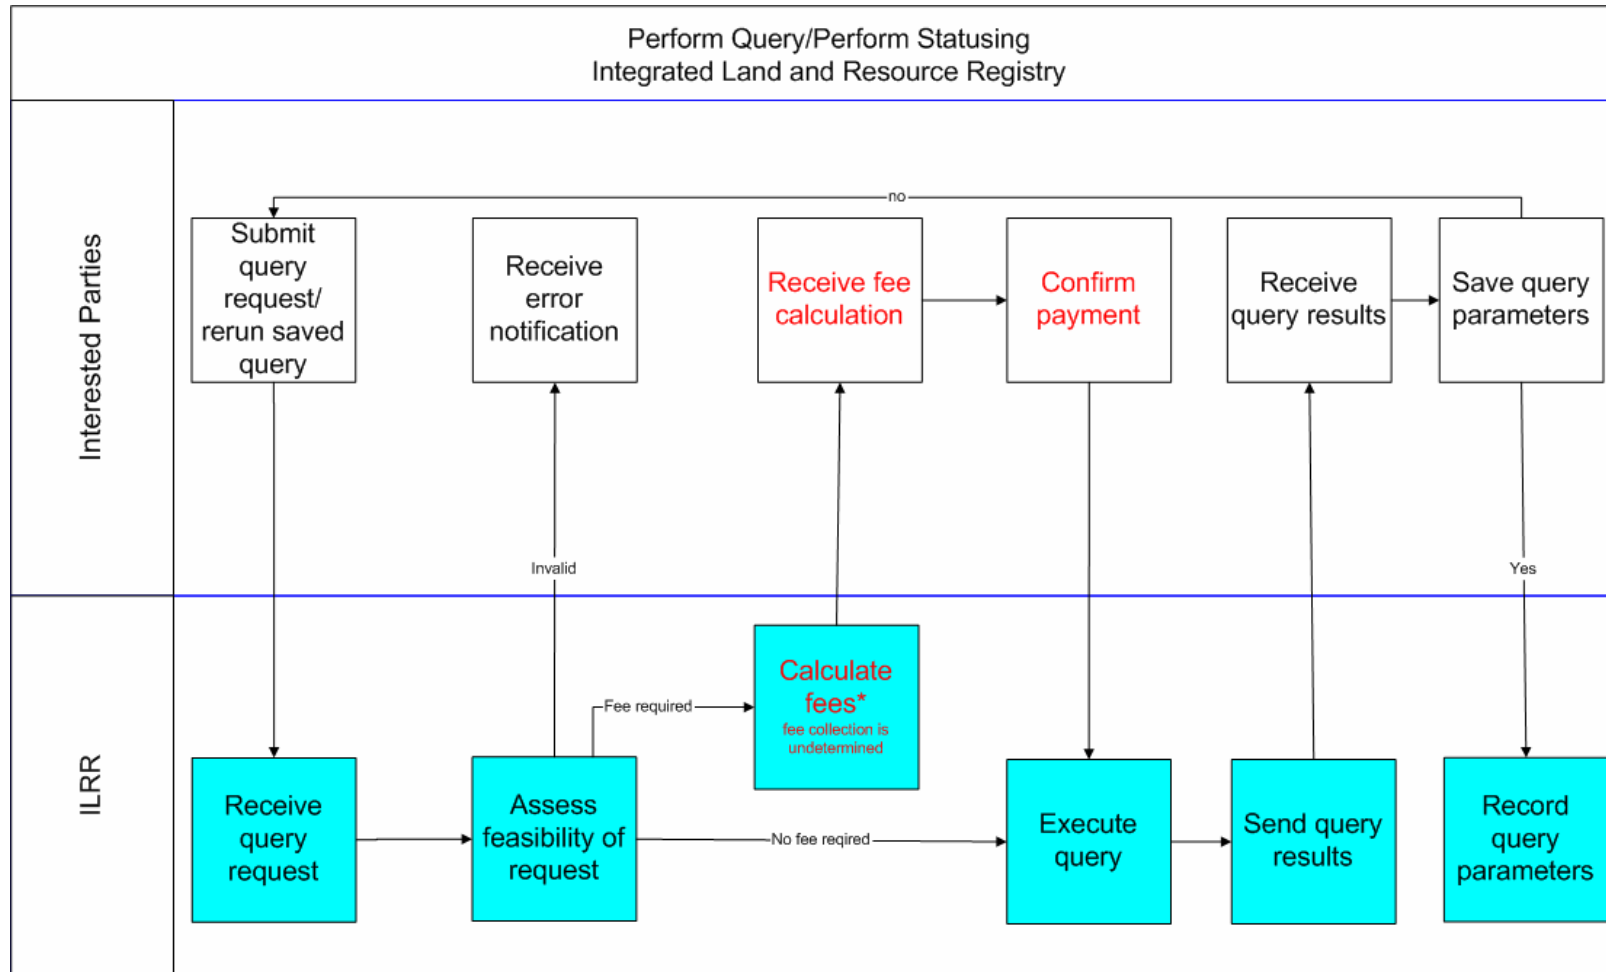 Perform Query/Perform Statusing
Integrated Land and Resource Registry
Interested Parties
no
Submit
query
request/
rerun saved
query
Receive
error
notification
Receive fee
calculation
Confirm
payment
Receive
query results
Save query
parameters
Invalid
Yes
ILRR
Calculate
fees*
fee collection is
undetermined
Fee required
Receive
query
request
Assess
feasibility of
request
No fee reqired
Execute
query
Send query
results
Record
query
parameters